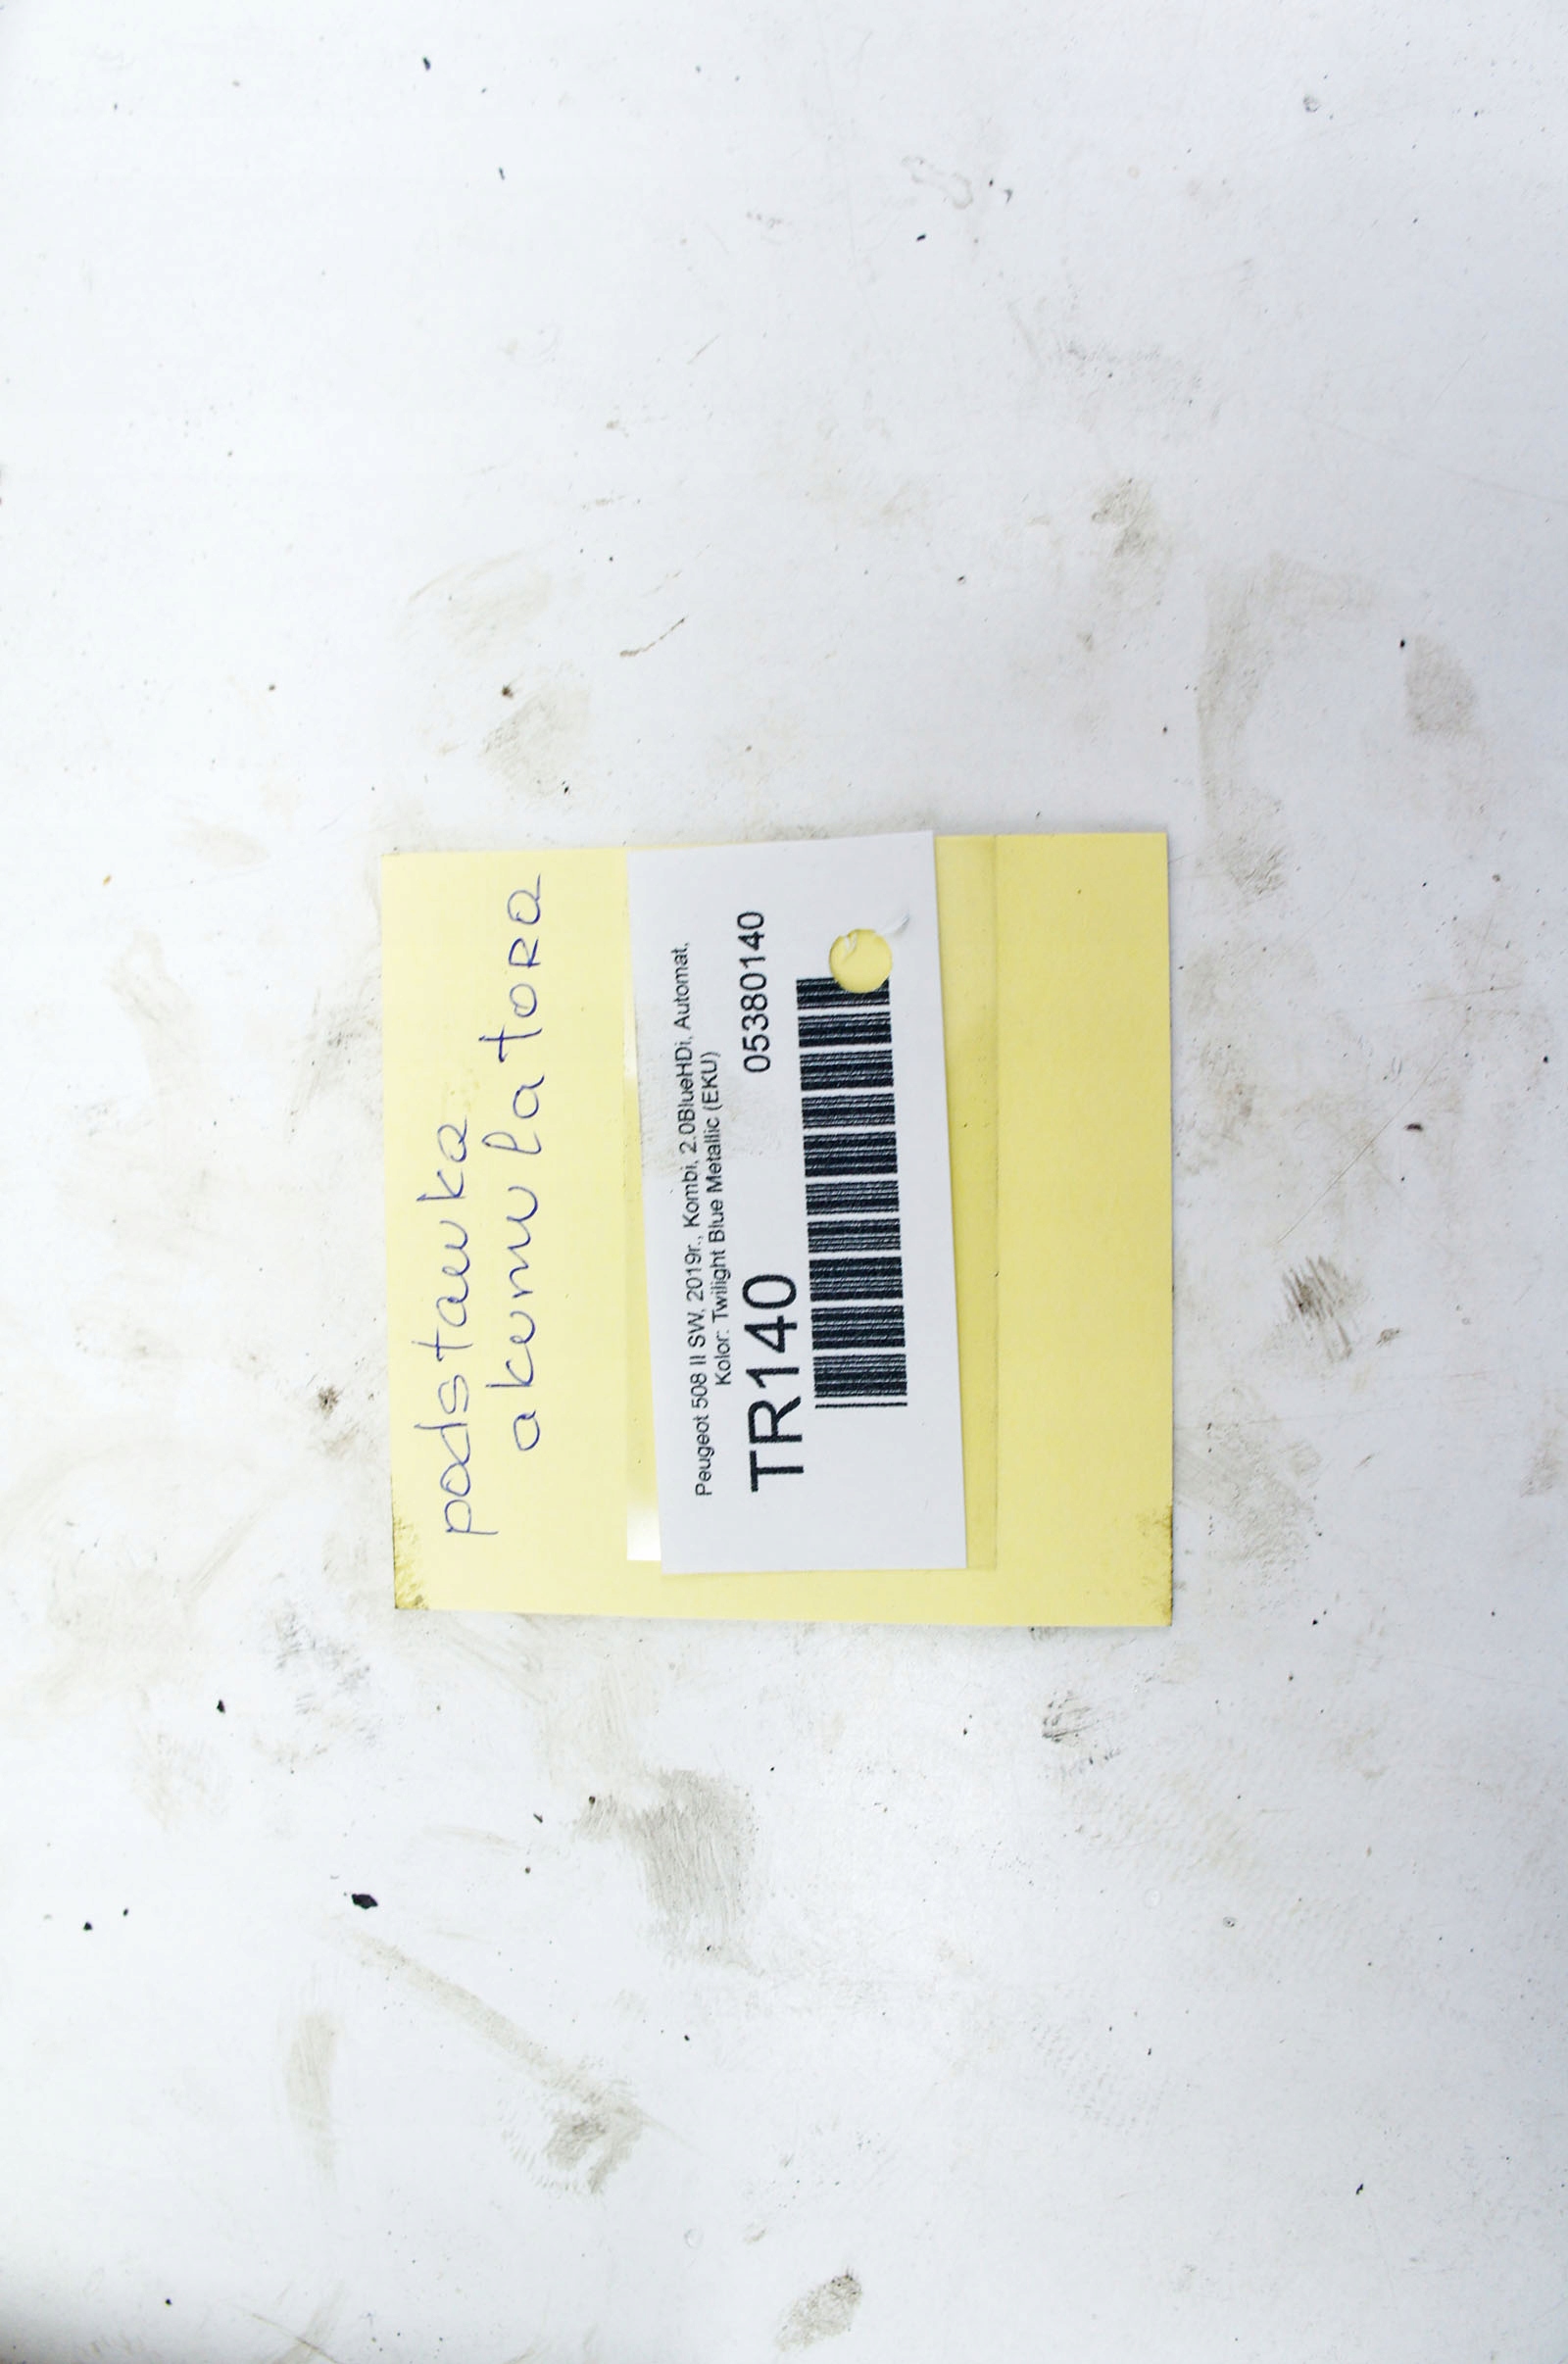 podstawka
akumulatora
Peugeot 508 II SW, 2019r., Kombi, 2.0BlueHDi, Automat,
Kolor: Twilight Blue Metallic (EKU)
TR140 05380140